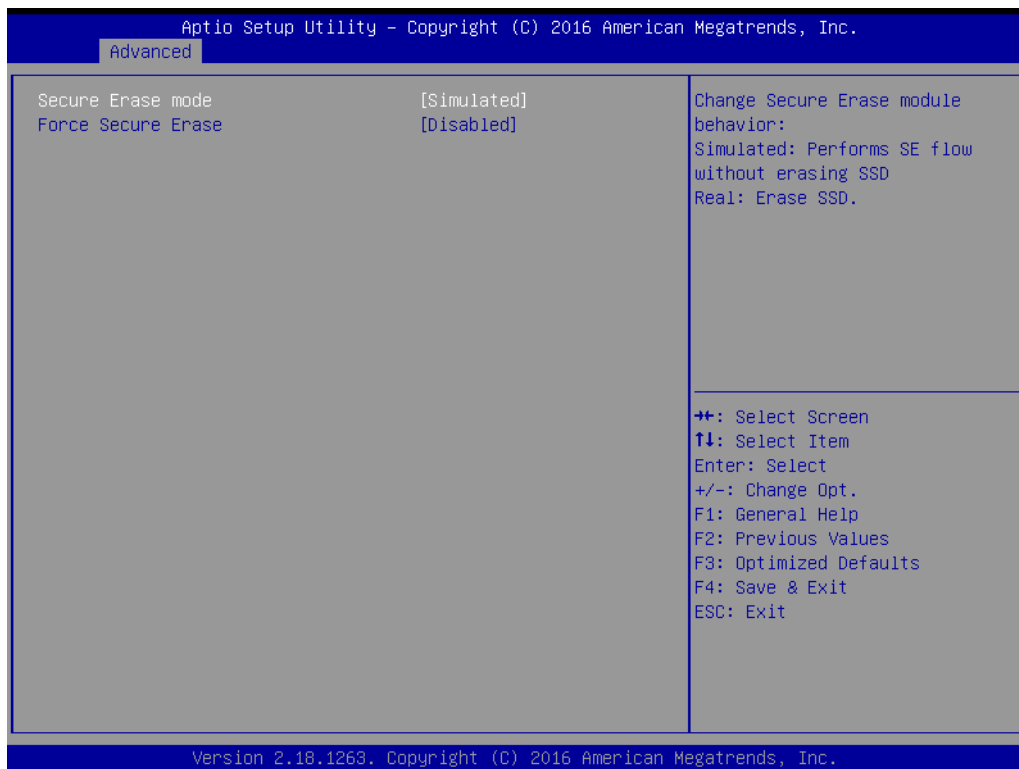 Aptio Setup Utility – Copyright (C) 2016 American Megatrends, Inc.
Advanced
Secure Erase mode [Simulated]
Force Secure Erase [Disabled]
Change Secure Erase module
behavior:
Simulated: Performs SE flow
without erasing SSD
Real: Erase SSD.
→←: Select Screen
↑↓: Select Item
Enter: Select
+/-: Change Opt.
F1: General Help
F2: Previous Values
F3: Optimized Defaults
F4: Save & Exit
ESC: Exit
Version 2.18.1263. Copyright (C) 2016 American Megatrends, Inc.